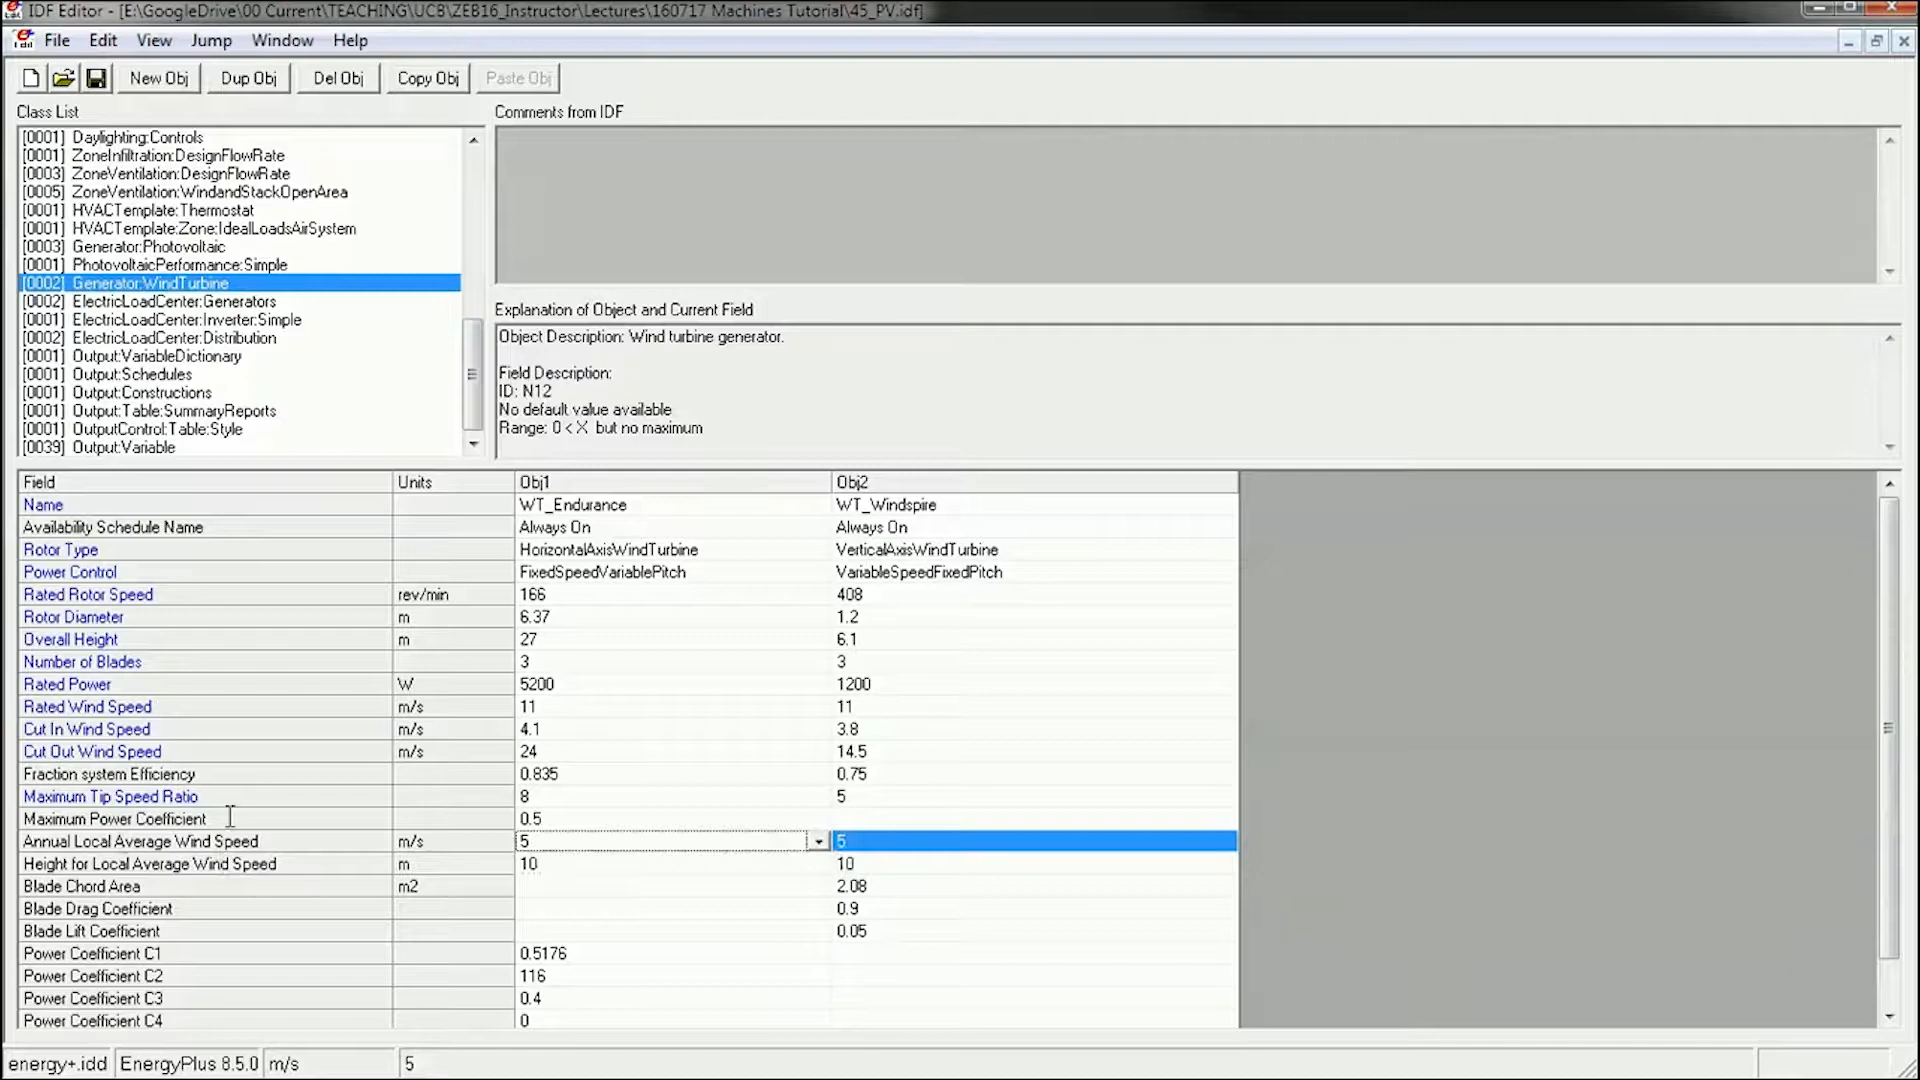 IDF Editor - [E:\GoogleDrive\00 Current\TEACHING\UCB\ZEB16_Instructor\Lectures\160717 Machines Tutorial\45_PV.idf]
File Edit View Jump Window Help
New Obj Dup Obj Del Obj Copy Obj Paste Obj
Class List
[0001] Daylighting:Controls
[0001] ZoneInfiltration:DesignFlowRate
[0003] ZoneVentilation:DesignFlowRate
[0005] ZoneVentilation:WindandStackOpenArea
[0001] HVACTemplate:Thermostat
[0001] HVACTemplate:Zone:IdealLoadsAirSystem
[0003] Generator:Photovoltaic
[0001] PhotovoltaicPerformance:Simple
[0002] Generator:WindTurbine
[0002] ElectricLoadCenter:Generators
[0001] ElectricLoadCenter:Inverter:Simple
[0002] ElectricLoadCenter:Distribution
[0001] Output:VariableDictionary
[0001] Output:Schedules
[0001] Output:Constructions
[0001] Output:Table:SummaryReports
[0001] OutputControl:Table:Style
[0039] Output:Variable
Comments from IDF
Explanation of Object and Current Field
Object Description: Wind turbine generator.
Field Description:
ID: N12
No default value available
Range: 0 < X but no maximum
Field Units Obj1 Obj2
Name WT_Endurance WT_Windspire
Availability Schedule Name Always On Always On
Rotor Type HorizontalAxisWindTurbine VerticalAxisWindTurbine
Power Control FixedSpeedVariablePitch VariableSpeedFixedPitch
Rated Rotor Speed rev/min 166 408
Rotor Diameter m 6.37 1.2
Overall Height m 27 6.1
Number of Blades 3 3
Rated Power W 5200 1200
Rated Wind Speed m/s 11 11
Cut In Wind Speed m/s 4.1 3.8
Cut Out Wind Speed m/s 24 14.5
Fraction system Efficiency 0.835 0.75
Maximum Tip Speed Ratio 8 5
Maximum Power Coefficient 0.5
Annual Local Average Wind Speed m/s 5 5
Height for Local Average Wind Speed m 10 10
Blade Chord Area m2 2.08
Blade Drag Coefficient 0.9
Blade Lift Coefficient 0.05
Power Coefficient C1 0.5176
Power Coefficient C2 116
Power Coefficient C3 0.4
Power Coefficient C4 0
energy+.idd EnergyPlus 8.5.0 m/s 5